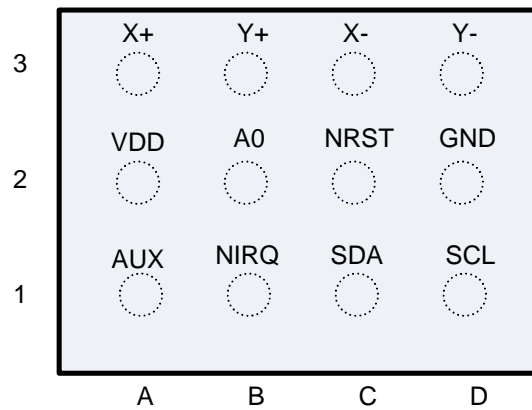 X+ Y+ X- Y-
3
VDD A0 NRST GND
2
AUX NIRQ SDA SCL
1
A B C D